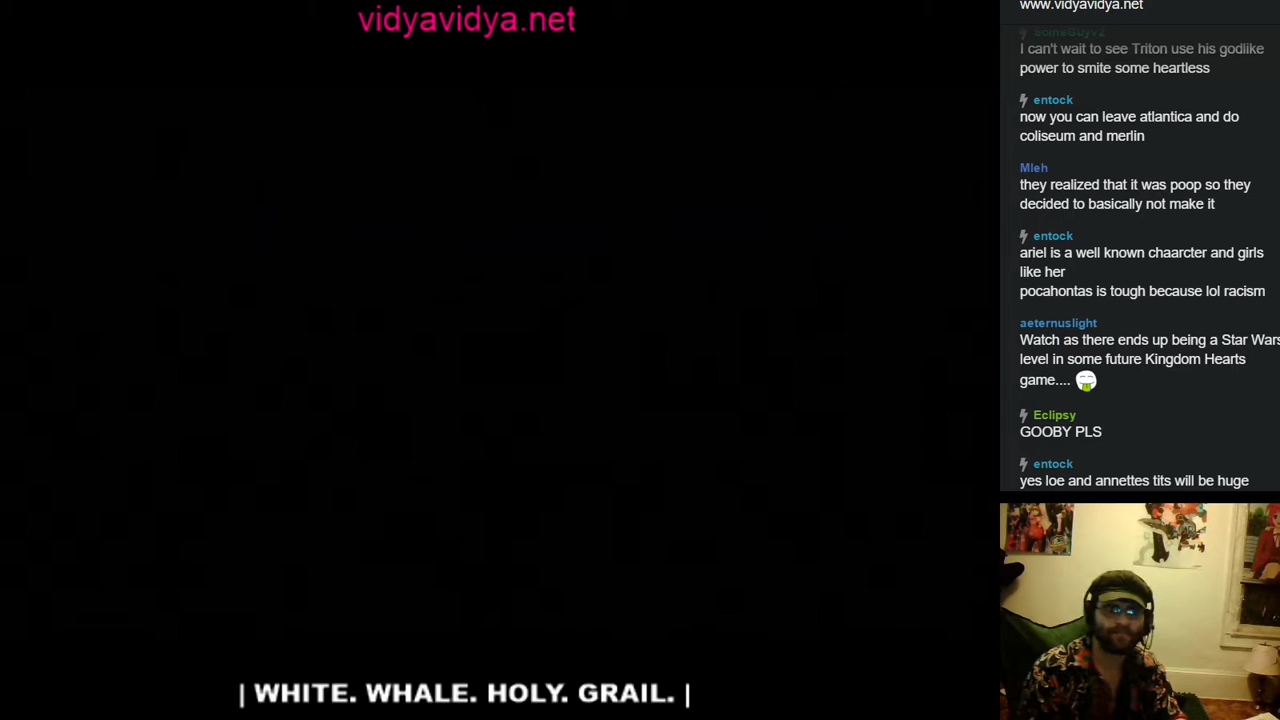 vidyavidya.net
www.vidyavidya.net
SomeGuyv2
I can't wait to see Triton use his godlike
power to smite some heartless
entock
now you can leave atlantica and do
coliseum and merlin
Mleh
they realized that it was poop so they
decided to basically not make it
entock
ariel is a well known chaarcter and girls
like her
pocahontas is tough because lol racism
aeternuslight
Watch as there ends up being a Star Wars
level in some future Kingdom Hearts
game....
Eclipsy
GOOBY PLS
entock
yes loe and annettes tits will be huge
| WHITE. WHALE. HOLY. GRAIL. |